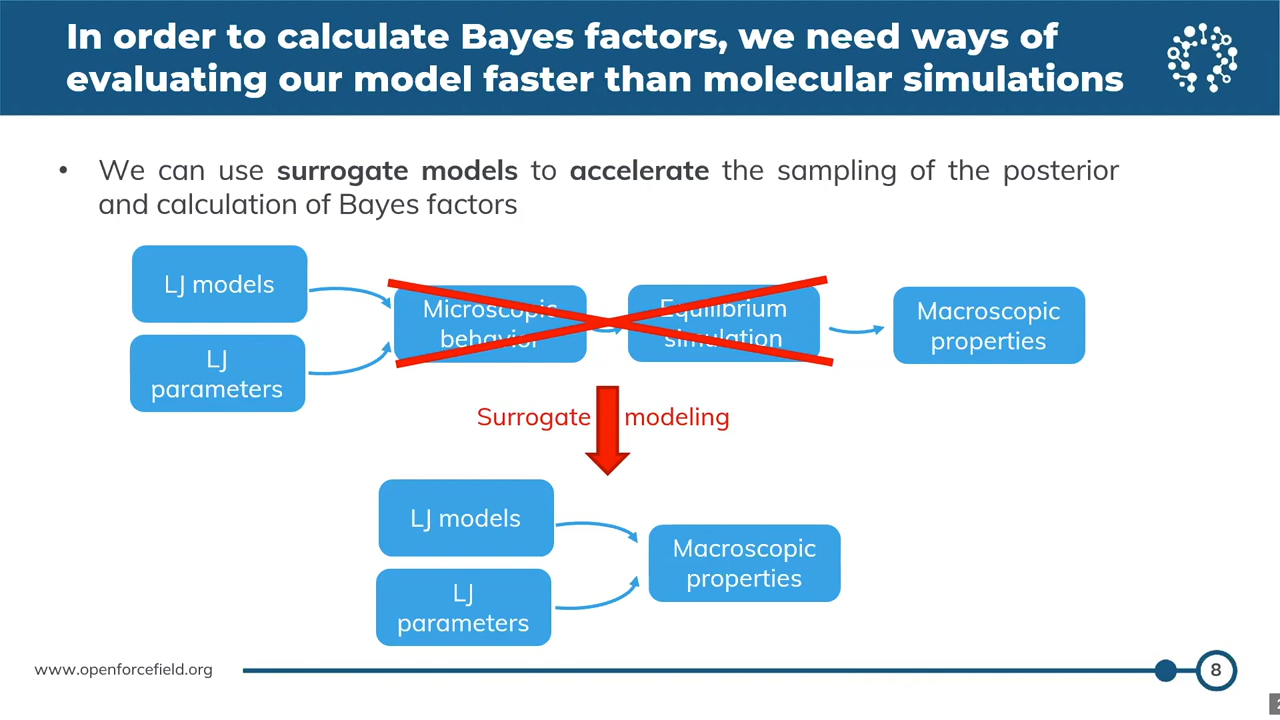 In order to calculate Bayes factors, we need ways of
evaluating our model faster than molecular simulations
• We can use surrogate models to accelerate the sampling of the posterior
and calculation of Bayes factors
LJ models
LJ
parameters
Microscopic
behavior
Equilibrium
simulation
Macroscopic
properties
Surrogate modeling
LJ models
LJ
parameters
Macroscopic
properties
www.openforcefield.org
8